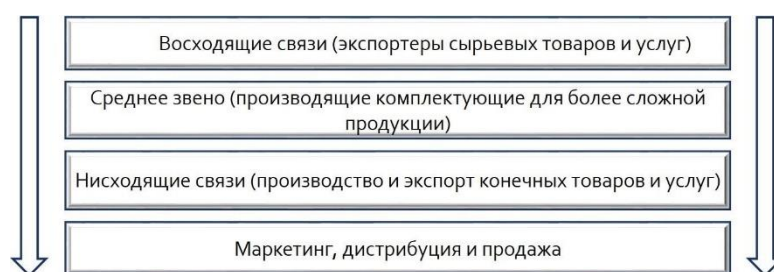 Восходящие связи (экспортеры сырьевых товаров и услуг)
Среднее звено (производящие комплектующие для более сложной
продукции)
Нисходящие связи (производство и экспорт конечных товаров и услуг)
Маркетинг, дистрибуция и продажа